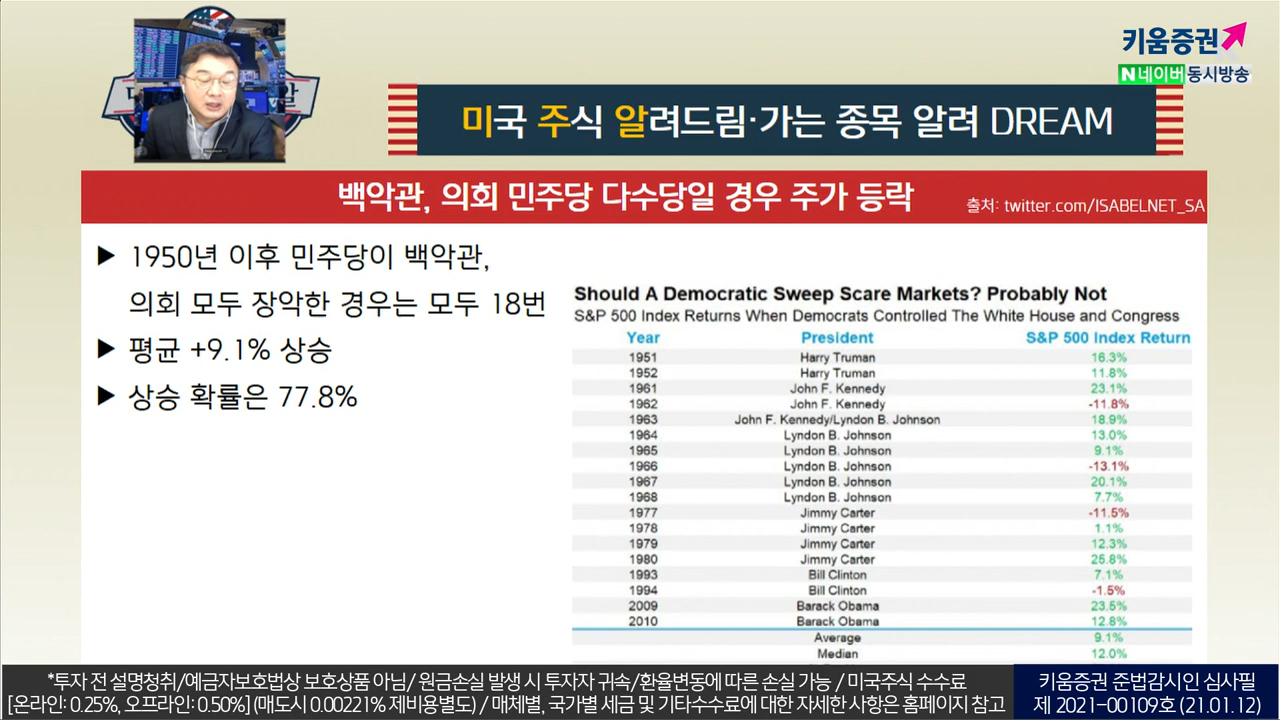 키움증권
N 네이버 동시방송
미국 주식 알려드림·가는 종목 알려 DREAM
백악관, 의회 민주당 다수당일 경우 주가 등락
출처: twitter.com/ISABELNET_SA
▶ 1950년 이후 민주당이 백악관,
의회 모두 장악한 경우는 모두 18번
▶ 평균 +9.1% 상승
▶ 상승 확률은 77.8%
Should A Democratic Sweep Scare Markets? Probably Not
S&P 500 Index Returns When Democrats Controlled The White House and Congress
Year President S&P 500 Index Return
1951 Harry Truman 16.3%
1952 Harry Truman 11.8%
1961 John F. Kennedy 23.1%
1962 John F. Kennedy -11.8%
1963 John F. Kennedy/Lyndon B. Johnson 18.9%
1964 Lyndon B. Johnson 13.0%
1965 Lyndon B. Johnson 9.1%
1966 Lyndon B. Johnson -13.1%
1967 Lyndon B. Johnson 20.1%
1968 Lyndon B. Johnson 7.7%
1977 Jimmy Carter -11.5%
1978 Jimmy Carter 1.1%
1979 Jimmy Carter 12.3%
1980 Jimmy Carter 25.8%
1993 Bill Clinton 7.1%
1994 Bill Clinton -1.5%
2009 Barack Obama 23.5%
2010 Barack Obama 12.8%
Average 9.1%
Median 12.0%
*투자 전 설명청취/예금자보호법상 보호상품 아님/ 원금손실 발생 시 투자자 귀속/환율변동에 따른 손실 가능 / 미국주식 수수료
[온라인: 0.25%, 오프라인: 0.50%] (매도시 0.00221% 제비용별도) / 매체별, 국가별 세금 및 기타수수료에 대한 자세한 사항은 홈페이지 참고
키움증권 준법감시인 심사필
제 2021-00109호 (21.01.12)